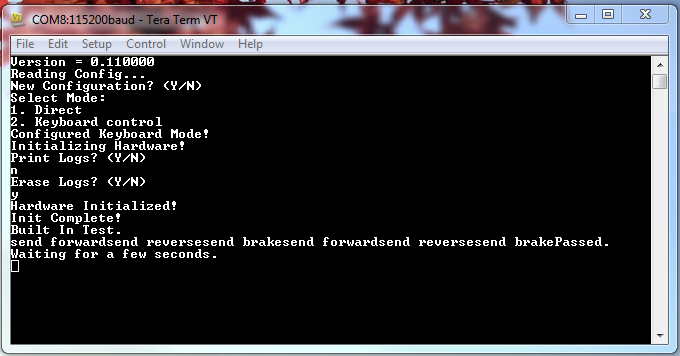 COM8:115200baud - Tera Term VT
File Edit Setup Control Window Help
Version = 0.110000
Reading Config...
New Configuration? (Y/N)
Select Mode:
1. Direct
2. Keyboard control
Configured Keyboard Mode!
Initializing Hardware!
Print Logs? (Y/N)
n
Erase Logs? (Y/N)
y
Hardware Initialized!
Init Complete!
Built In Test.
send forwardsend reversesend brakesend forwardsend reversesend brakePassed.
Waiting for a few seconds.